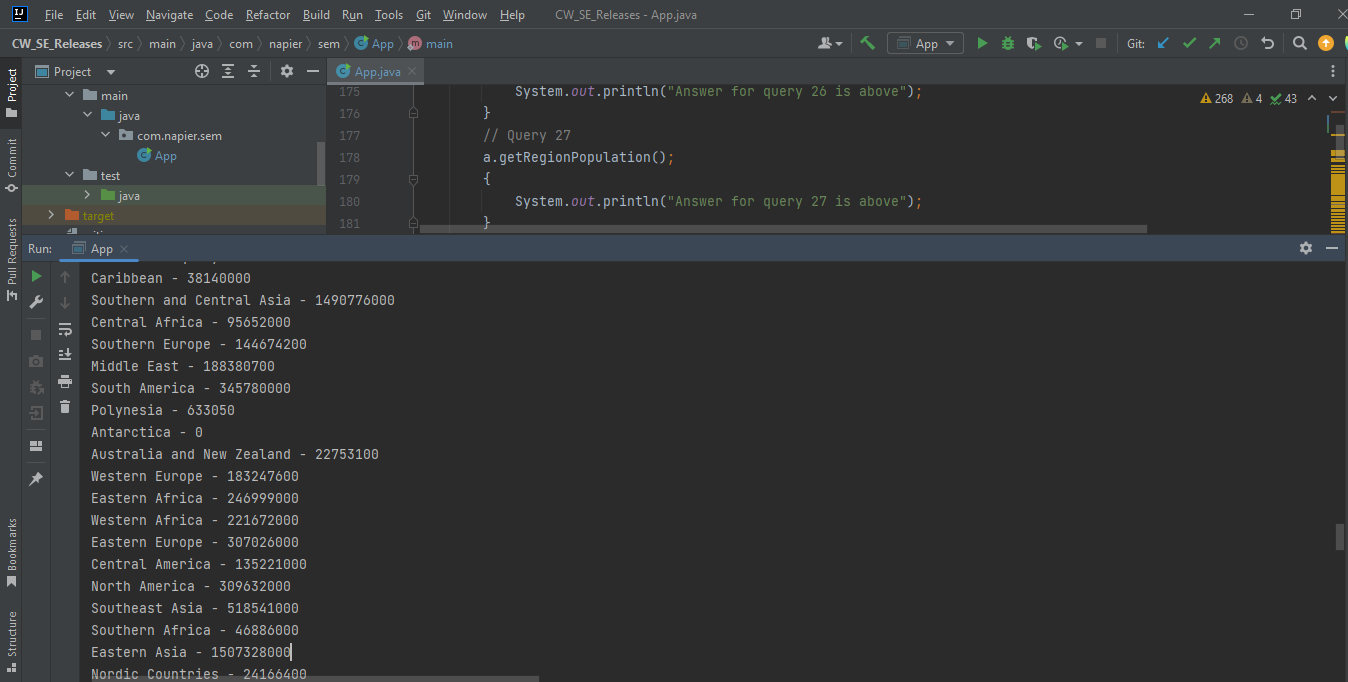 File Edit View Navigate Code Refactor Build Run Tools Git Window Help CW_SE_Releases - App.java
CW_SE_Releases src main java com napier sem App main App Git:
Project
Project
App.java
main
java
com.napier.sem
App
test
java
target
175 System.out.println("Answer for query 26 is above");
176 }
177 // Query 27
178 a.getRegionPopulation();
179 {
180 System.out.println("Answer for query 27 is above");
181 }
268 4 43
Commit
Pull Requests
Run: App
Caribbean - 38140000
Southern and Central Asia - 1490776000
Central Africa - 95652000
Southern Europe - 144674200
Middle East - 188380700
South America - 345780000
Polynesia - 633050
Antarctica - 0
Australia and New Zealand - 22753100
Western Europe - 183247600
Eastern Africa - 246999000
Western Africa - 221672000
Eastern Europe - 307026000
Central America - 135221000
North America - 309632000
Southeast Asia - 518541000
Southern Africa - 46886000
Eastern Asia - 1507328000
Nordic Countries - 24166400
Bookmarks
Structure